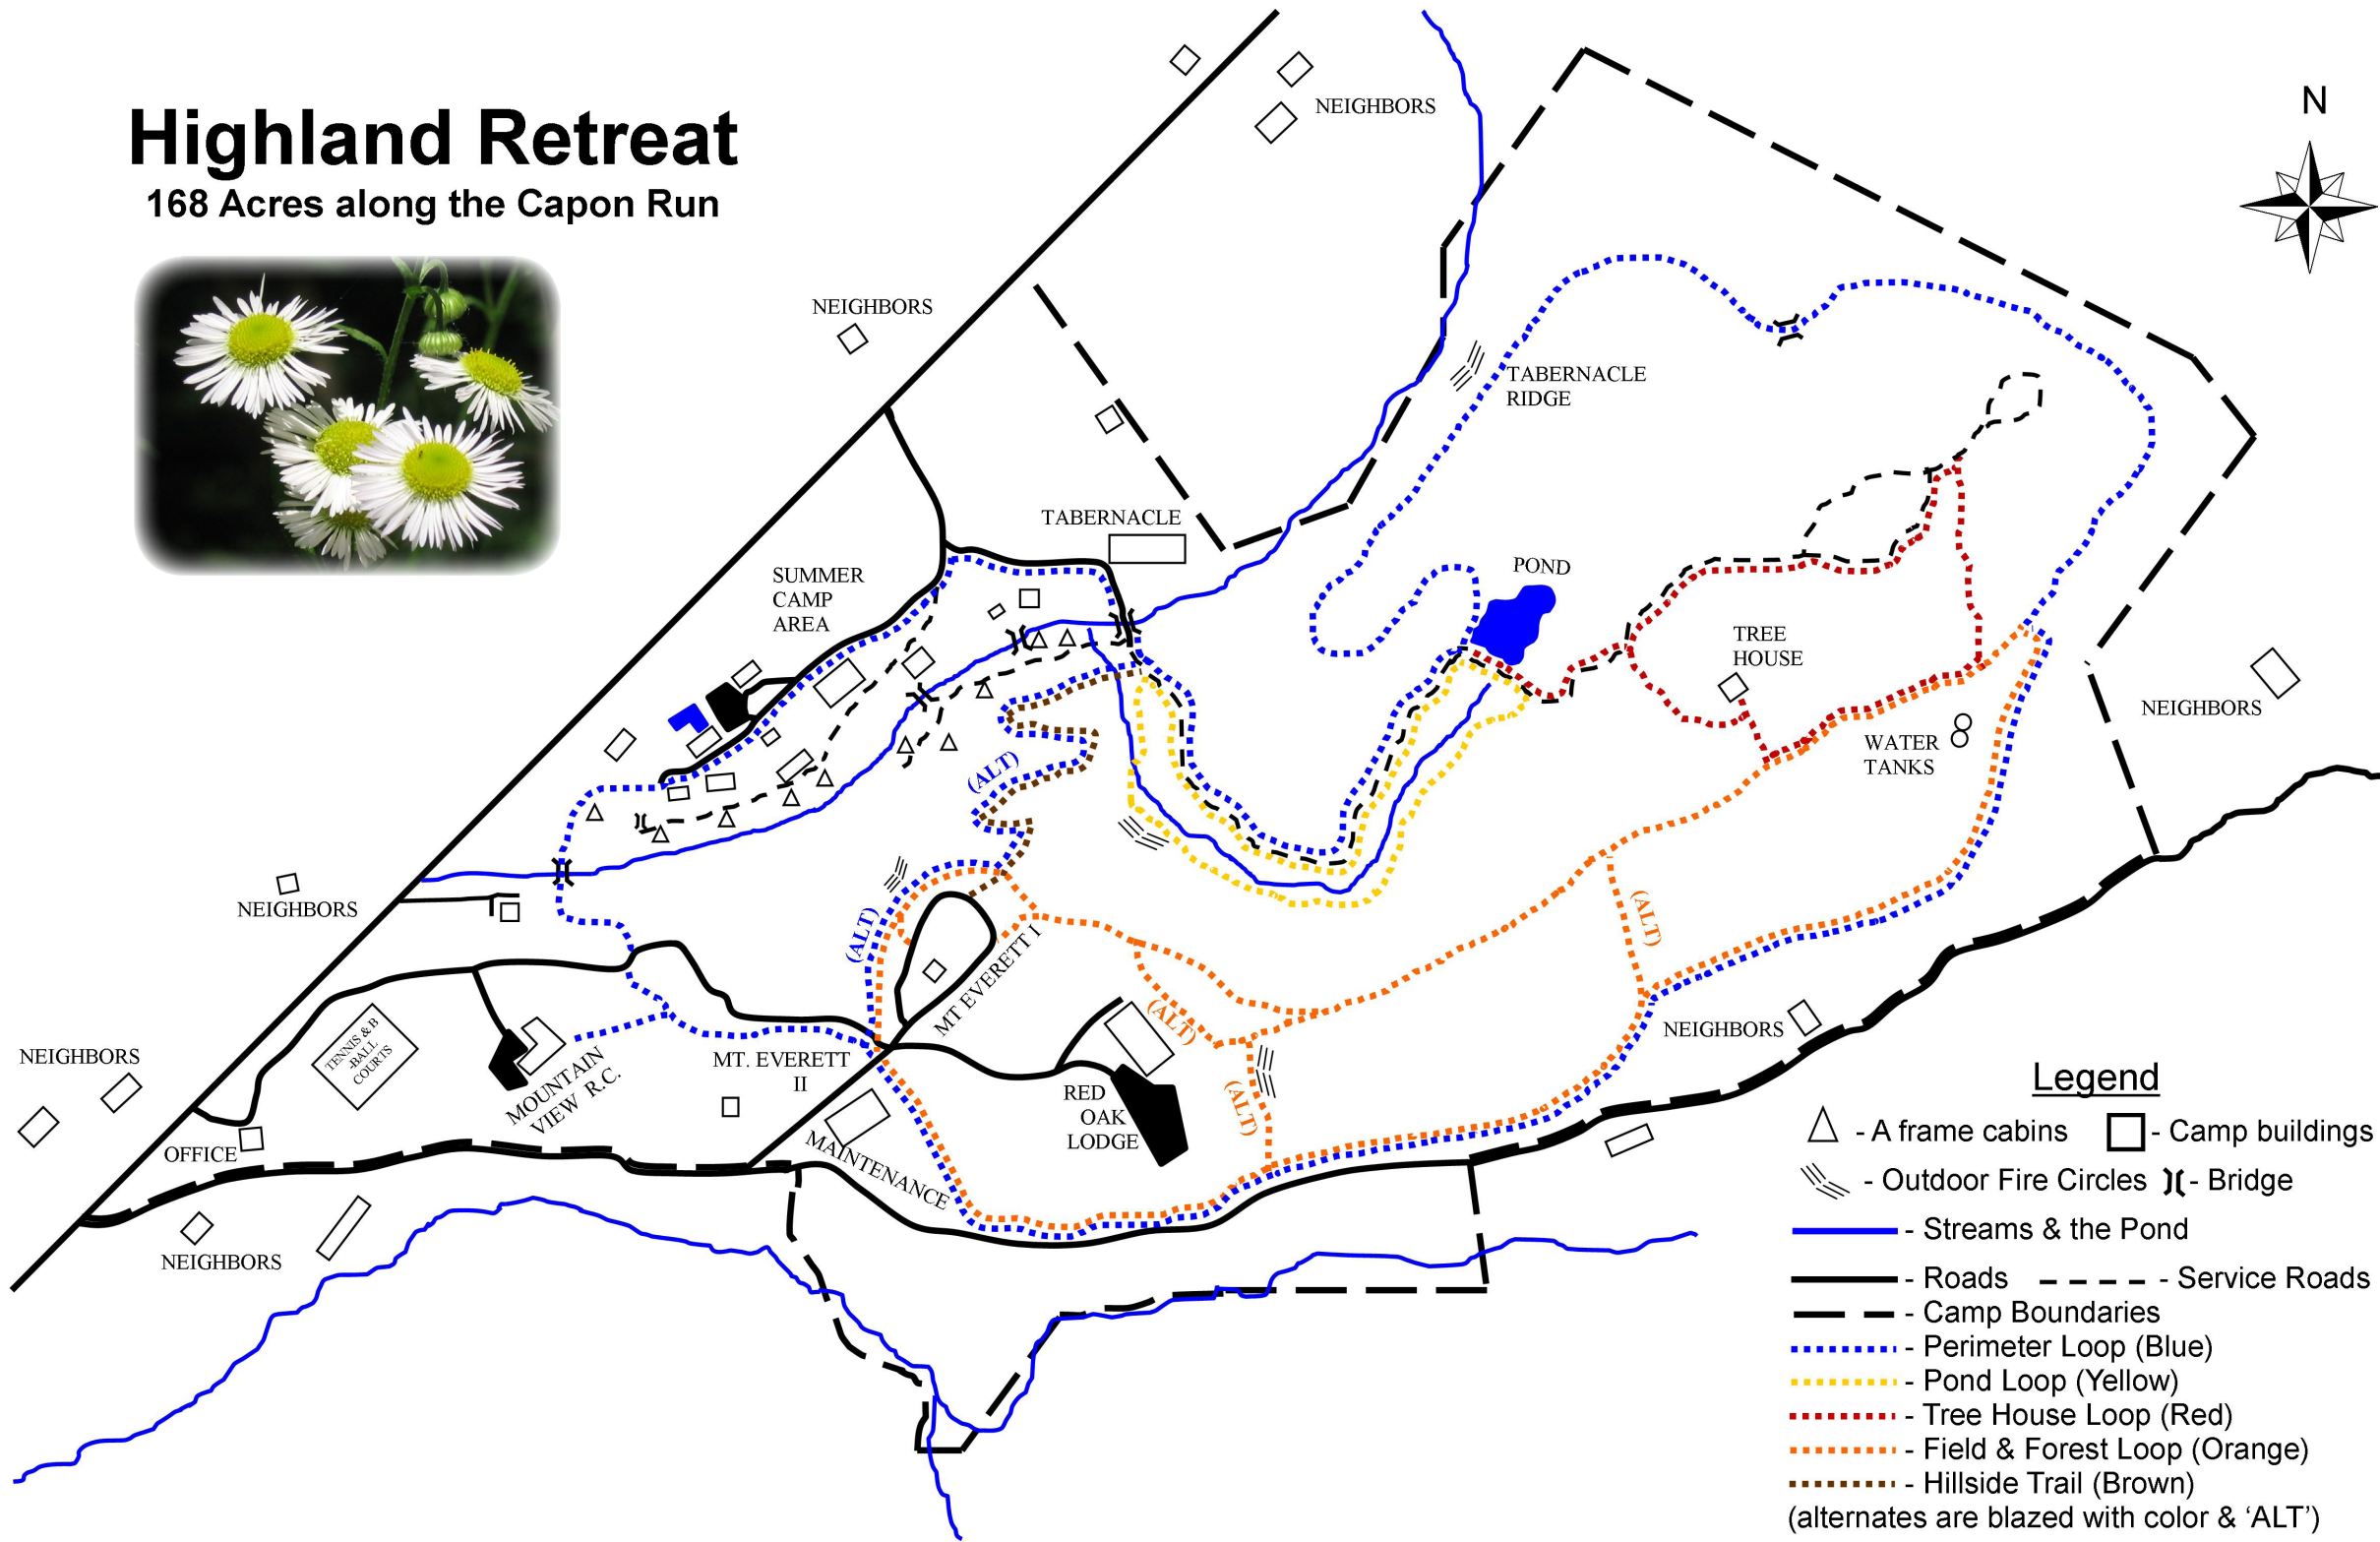 Highland Retreat
168 Acres along the Capon Run
N
NEIGHBORS
NEIGHBORS
TABERNACLE
RIDGE
TABERNACLE
POND
SUMMER
CAMP
AREA
TREE
HOUSE
NEIGHBORS
WATER
TANKS
(ALT)
NEIGHBORS
(ALT)
(ALT)
MT EVERETT I
(ALT)
NEIGHBORS
TENNIS & B
-BALL
COURTS
NEIGHBORS
MOUNTAIN
VIEW R.C.
MT. EVERETT
II
RED
OAK
LODGE
(ALT)
OFFICE
MAINTENANCE
NEIGHBORS
Legend
- A frame cabins
- Camp buildings
- Outdoor Fire Circles
- Bridge
- Streams & the Pond
- Roads
- Service Roads
- Camp Boundaries
- Perimeter Loop (Blue)
- Pond Loop (Yellow)
- Tree House Loop (Red)
- Field & Forest Loop (Orange)
- Hillside Trail (Brown)
(alternates are blazed with color & ‘ALT’)